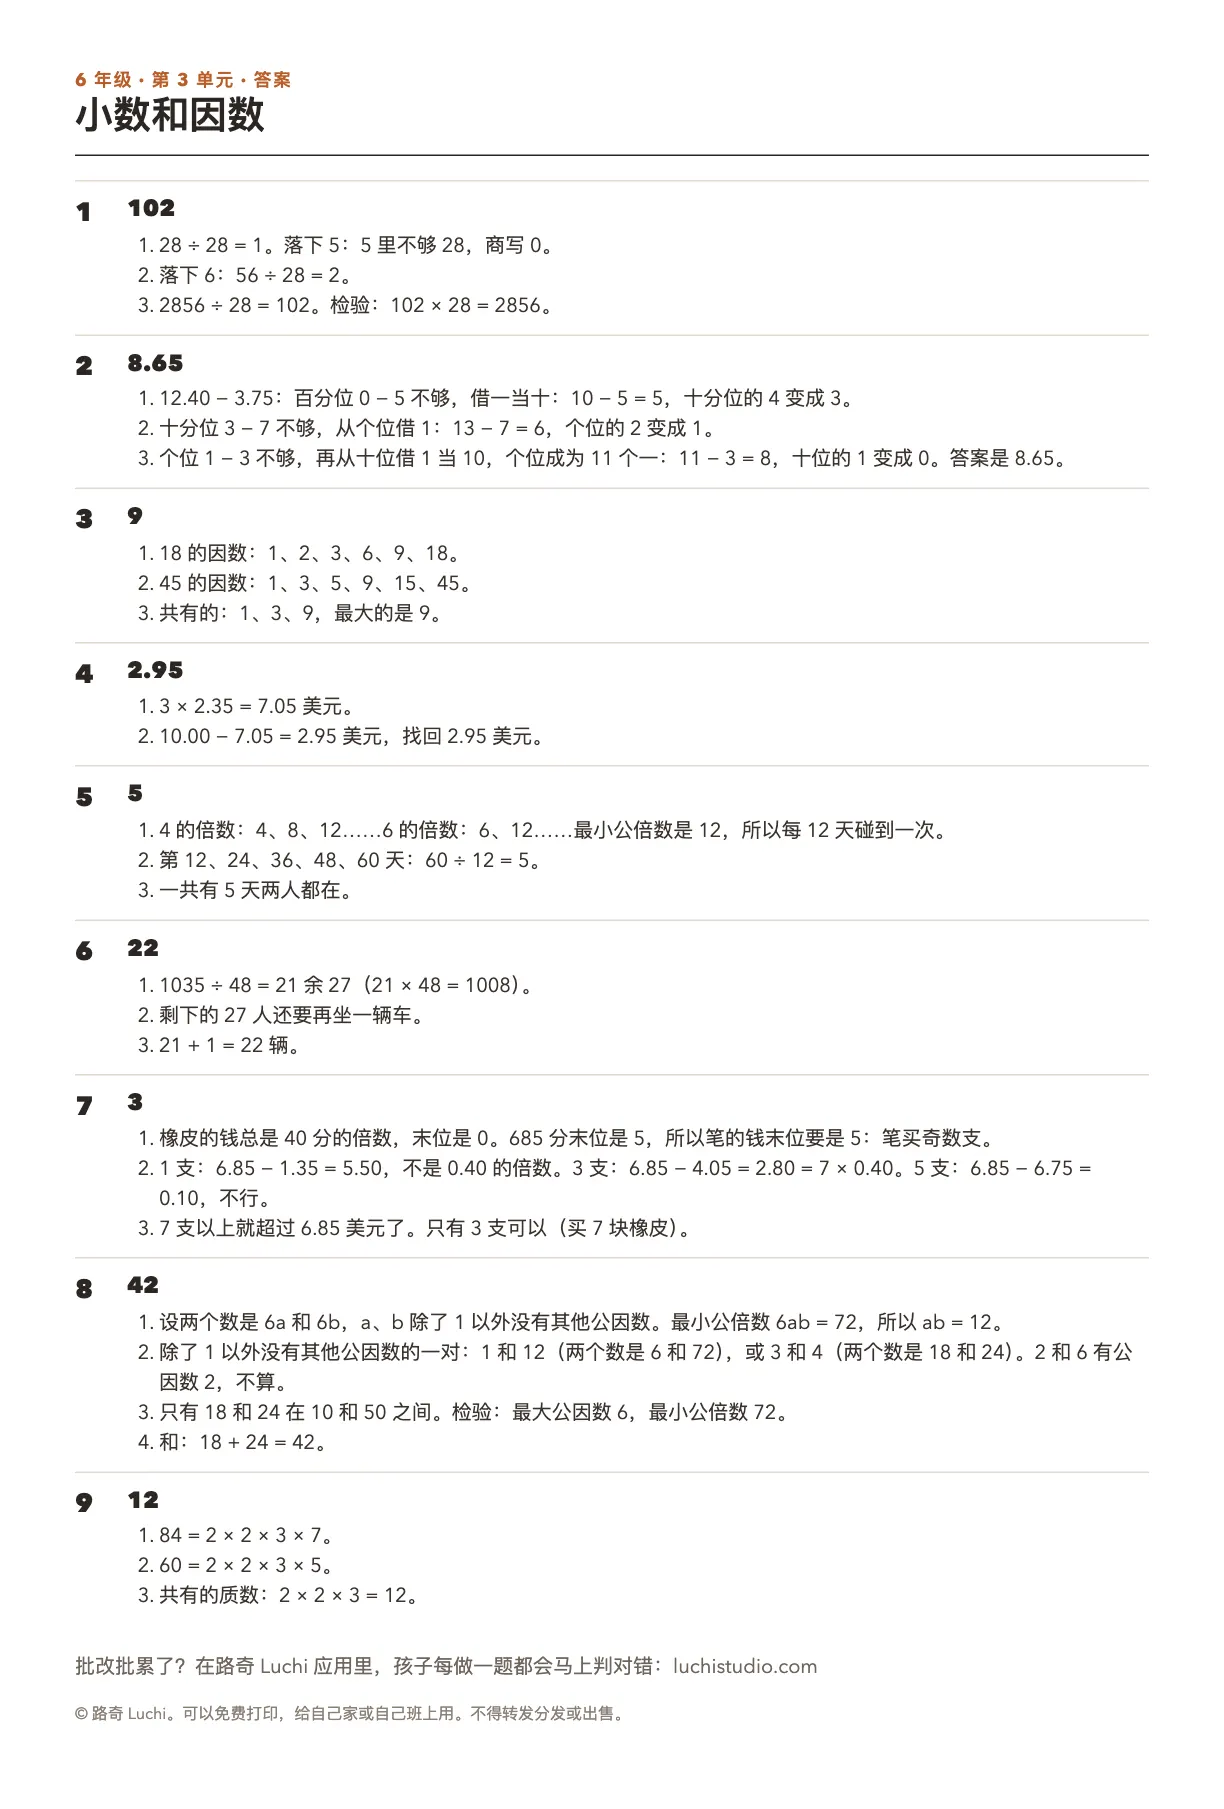 6 年级 · 第 3 单元 · 答案
小数和因数
1
102
1. 28 ÷ 28 = 1。落下 5：5 里不够 28，商写 0。
2. 落下 6：56 ÷ 28 = 2。
3. 2856 ÷ 28 = 102。检验：102 × 28 = 2856。
2
8.65
1. 12.40 − 3.75：百分位 0 − 5 不够，借一当十：10 − 5 = 5，十分位的 4 变成 3。
2. 十分位 3 − 7 不够，从个位借 1：13 − 7 = 6，个位的 2 变成 1。
3. 个位 1 − 3 不够，再从十位借 1 当 10，个位成为 11 个一：11 − 3 = 8，十位的 1 变成 0。答案是 8.65。
3
9
1. 18 的因数：1、2、3、6、9、18。
2. 45 的因数：1、3、5、9、15、45。
3. 共有的：1、3、9，最大的是 9。
4
2.95
1. 3 × 2.35 = 7.05 美元。
2. 10.00 − 7.05 = 2.95 美元，找回 2.95 美元。
5
5
1. 4 的倍数：4、8、12……6 的倍数：6、12……最小公倍数是 12，所以每 12 天碰到一次。
2. 第 12、24、36、48、60 天：60 ÷ 12 = 5。
3. 一共有 5 天两人都在。
6
22
1. 1035 ÷ 48 = 21 余 27（21 × 48 = 1008）。
2. 剩下的 27 人还要再坐一辆车。
3. 21 + 1 = 22 辆。
7
3
1. 橡皮的钱总是 40 分的倍数，末位是 0。685 分末位是 5，所以笔的钱末位要是 5：笔买奇数支。
2. 1 支：6.85 − 1.35 = 5.50，不是 0.40 的倍数。3 支：6.85 − 4.05 = 2.80 = 7 × 0.40。5 支：6.85 − 6.75 =
0.10，不行。
3. 7 支以上就超过 6.85 美元了。只有 3 支可以（买 7 块橡皮）。
8
42
1. 设两个数是 6a 和 6b，a、b 除了 1 以外没有其他公因数。最小公倍数 6ab = 72，所以 ab = 12。
2. 除了 1 以外没有其他公因数的一对：1 和 12（两个数是 6 和 72），或 3 和 4（两个数是 18 和 24）。2 和 6 有公
因数 2，不算。
3. 只有 18 和 24 在 10 和 50 之间。检验：最大公因数 6，最小公倍数 72。
4. 和：18 + 24 = 42。
9
12
1. 84 = 2 × 2 × 3 × 7。
2. 60 = 2 × 2 × 3 × 5。
3. 共有的质数：2 × 2 × 3 = 12。
批改批累了？在路奇 Luchi 应用里，孩子每做一题都会马上判对错：luchistudio.com
© 路奇 Luchi。可以免费打印，给自己家或自己班上用。不得转发分发或出售。